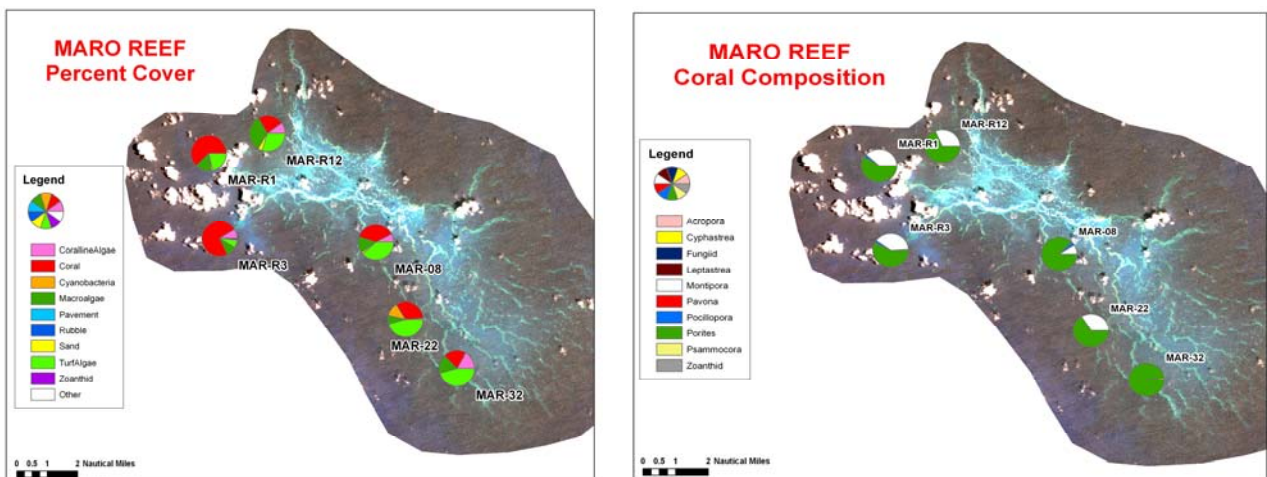 MARO REEF
Percent Cover
MAR-R12
MAR-R1
MAR-R3
MAR-08
MAR-22
MAR-32
Legend
CorallineAlgae
Coral
Cyanobacteria
Macroalgae
Pavement
Rubble
Sand
TurfAlgae
Zoanthid
Other
0 0.5 1 2 Nautical Miles
MARO REEF
Coral Composition
MAR-R12
MAR-R1
MAR-R3
MAR-08
MAR-22
MAR-32
Legend
Acropora
Cyphastrea
Fungiid
Leptastrea
Montipora
Pavona
Pocillopora
Porites
Psammocora
Zoanthid
0 0.5 1 2 Nautical Miles